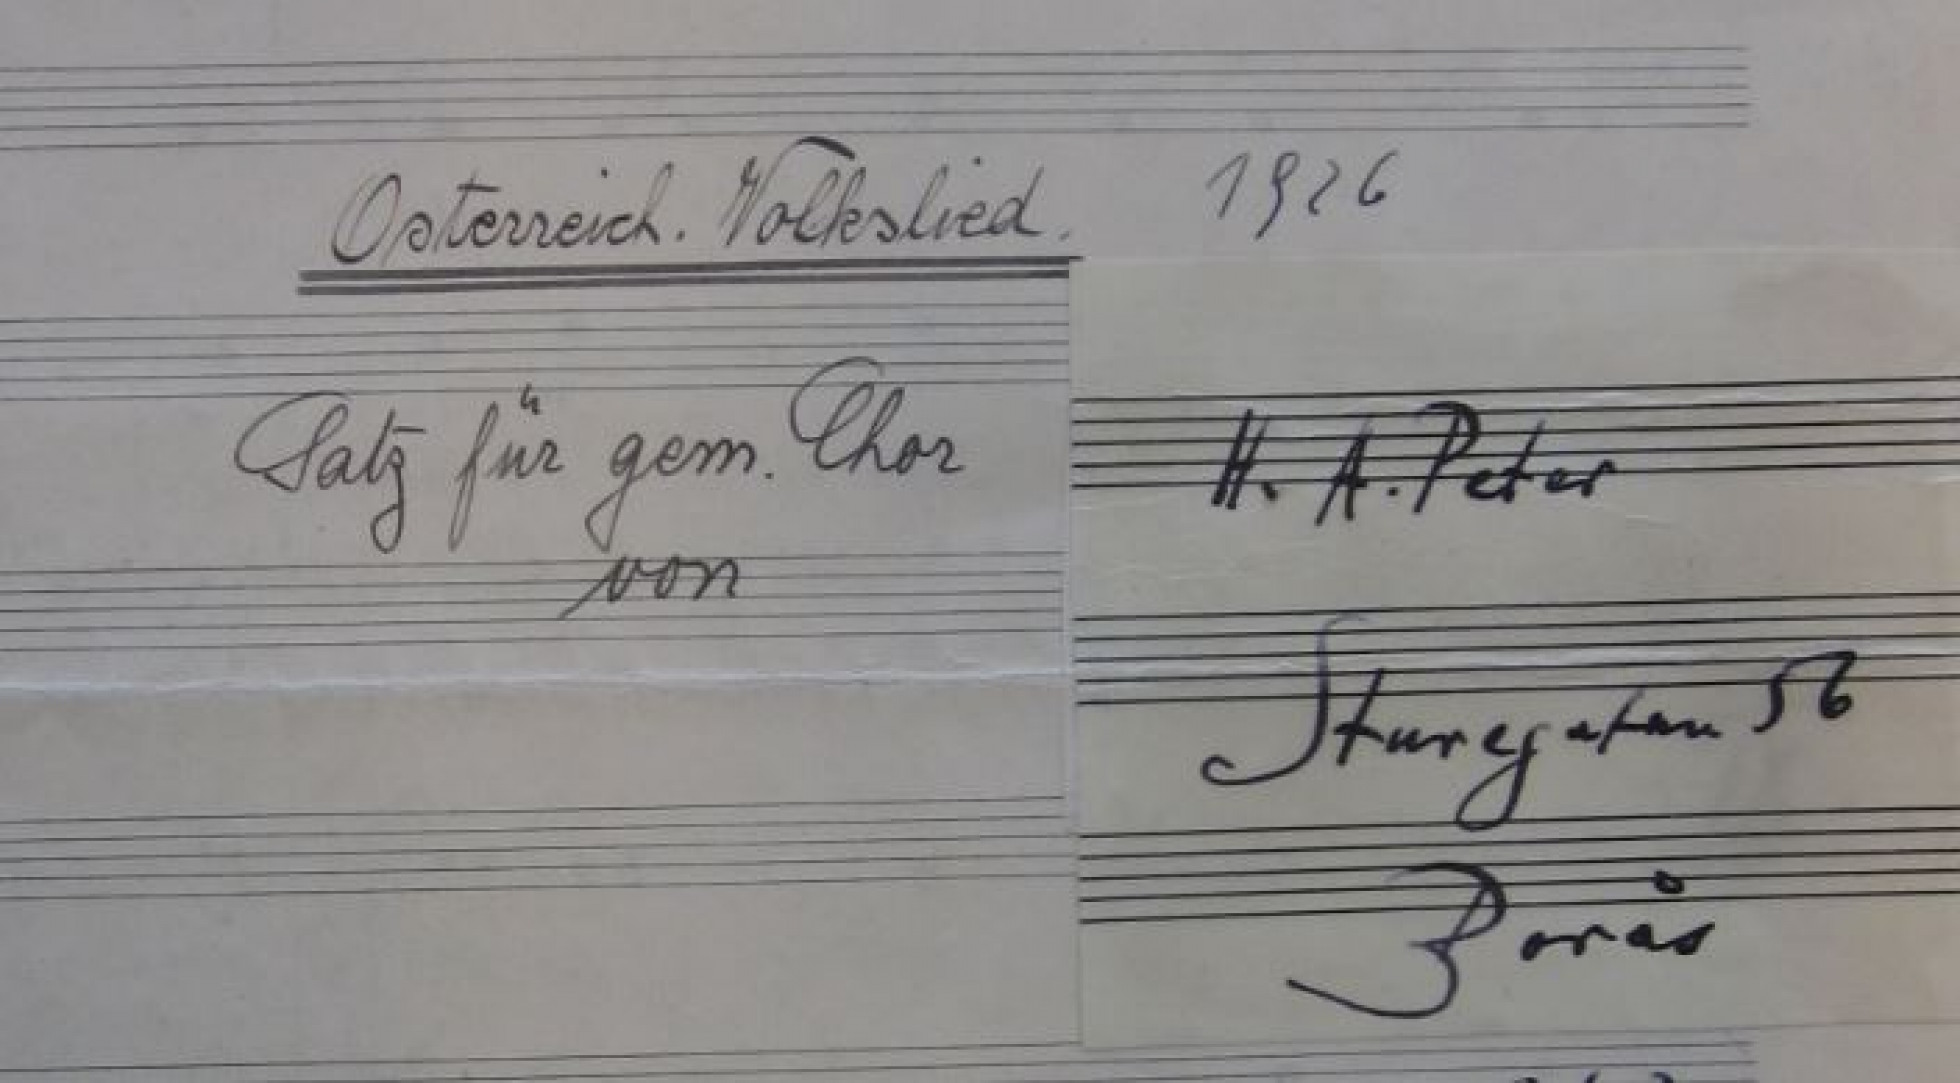 Österreich. Volkslied. 1926
Satz für gem. Chor
von
H. A. Peter
Sturegatan 56
Borås